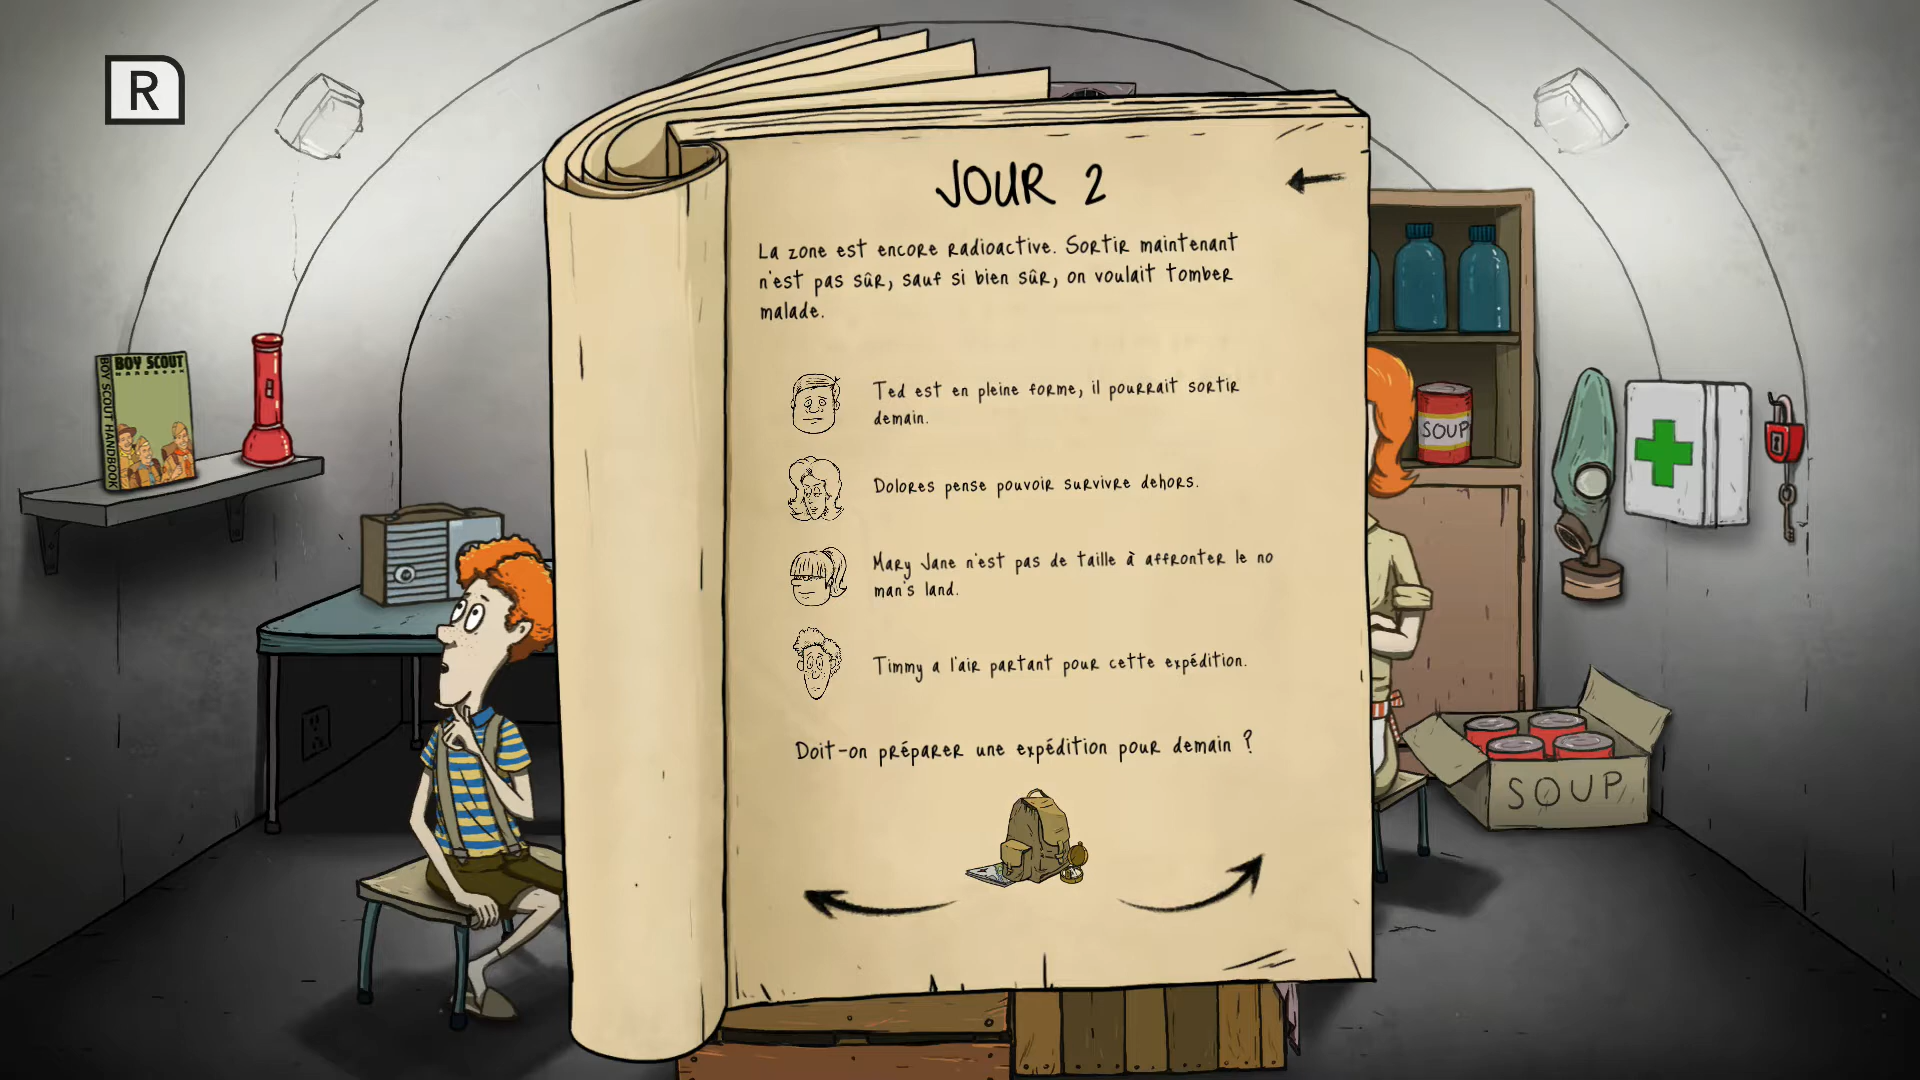 R
JOUR 2
La zone est encore radioactive. Sortir maintenant
n'est pas sûr, sauf si bien sûr, on voulait tomber
malade.
Ted est en pleine forme, il pourrait sortir
demain.
Dolores pense pouvoir survivre dehors.
Mary Jane n'est pas de taille à affronter le no
man's land.
Timmy a l'air partant pour cette expédition.
Doit-on préparer une expédition pour demain ?
BOY SCOUT
HANDBOOK
BOY SCOUT HANDBOOK
SOUP
SOUP